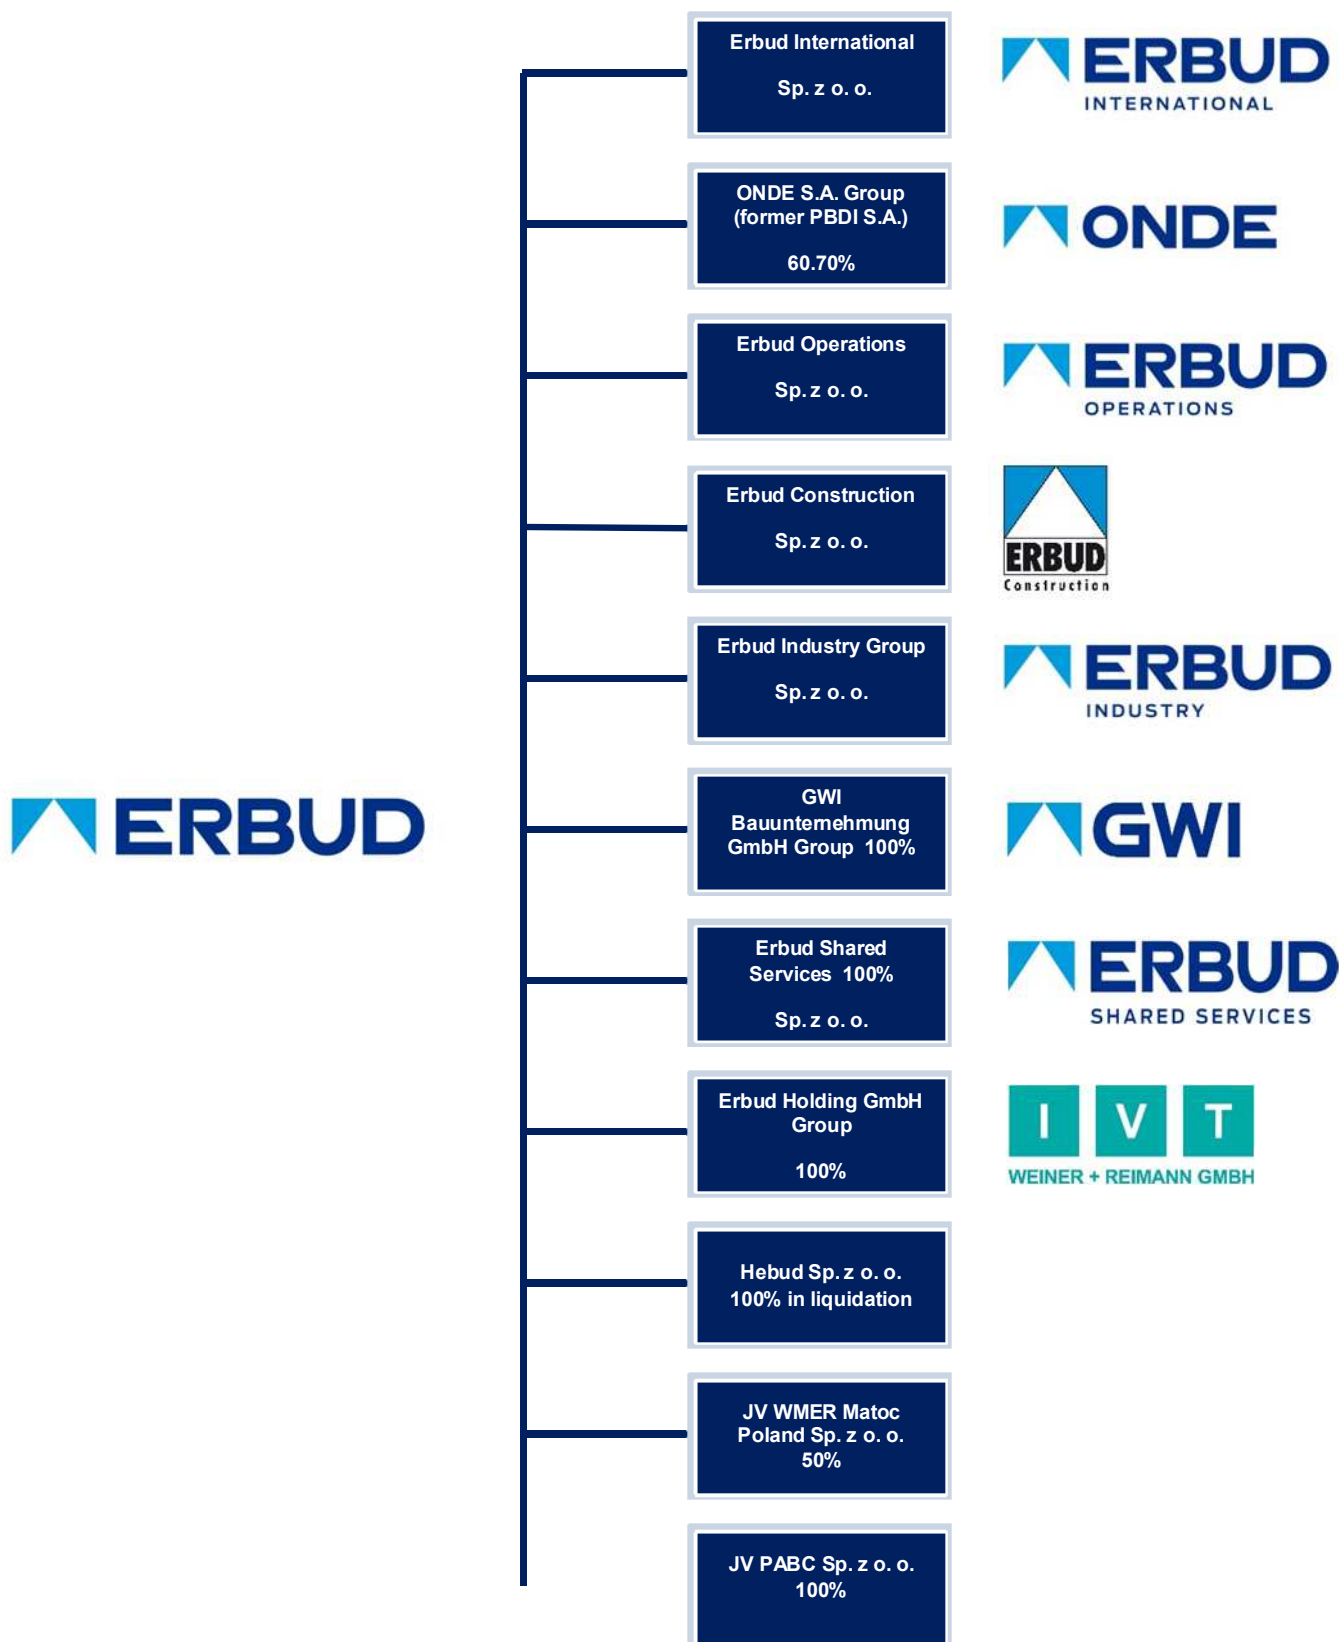 Erbud International
Sp. z o. o.
ERBUD
INTERNATIONAL
ONDE S.A. Group
(former PBDI S.A.)
60.70%
ONDE
Erbud Operations
Sp. z o. o.
ERBUD
OPERATIONS
Erbud Construction
Sp. z o. o.
ERBUD
Construction
Erbud Industry Group
Sp. z o. o.
ERBUD
INDUSTRY
ERBUD
GWI
Bauunternehmung
GmbH Group 100%
GWI
Erbud Shared
Services 100%
Sp. z o. o.
ERBUD
SHARED SERVICES
Erbud Holding GmbH
Group
100%
I V T
WEINER + REIMANN GMBH
Hebud Sp. z o. o.
100% in liquidation
JV WMER Matoc
Poland Sp. z o. o.
50%
JV PABC Sp. z o. o.
100%